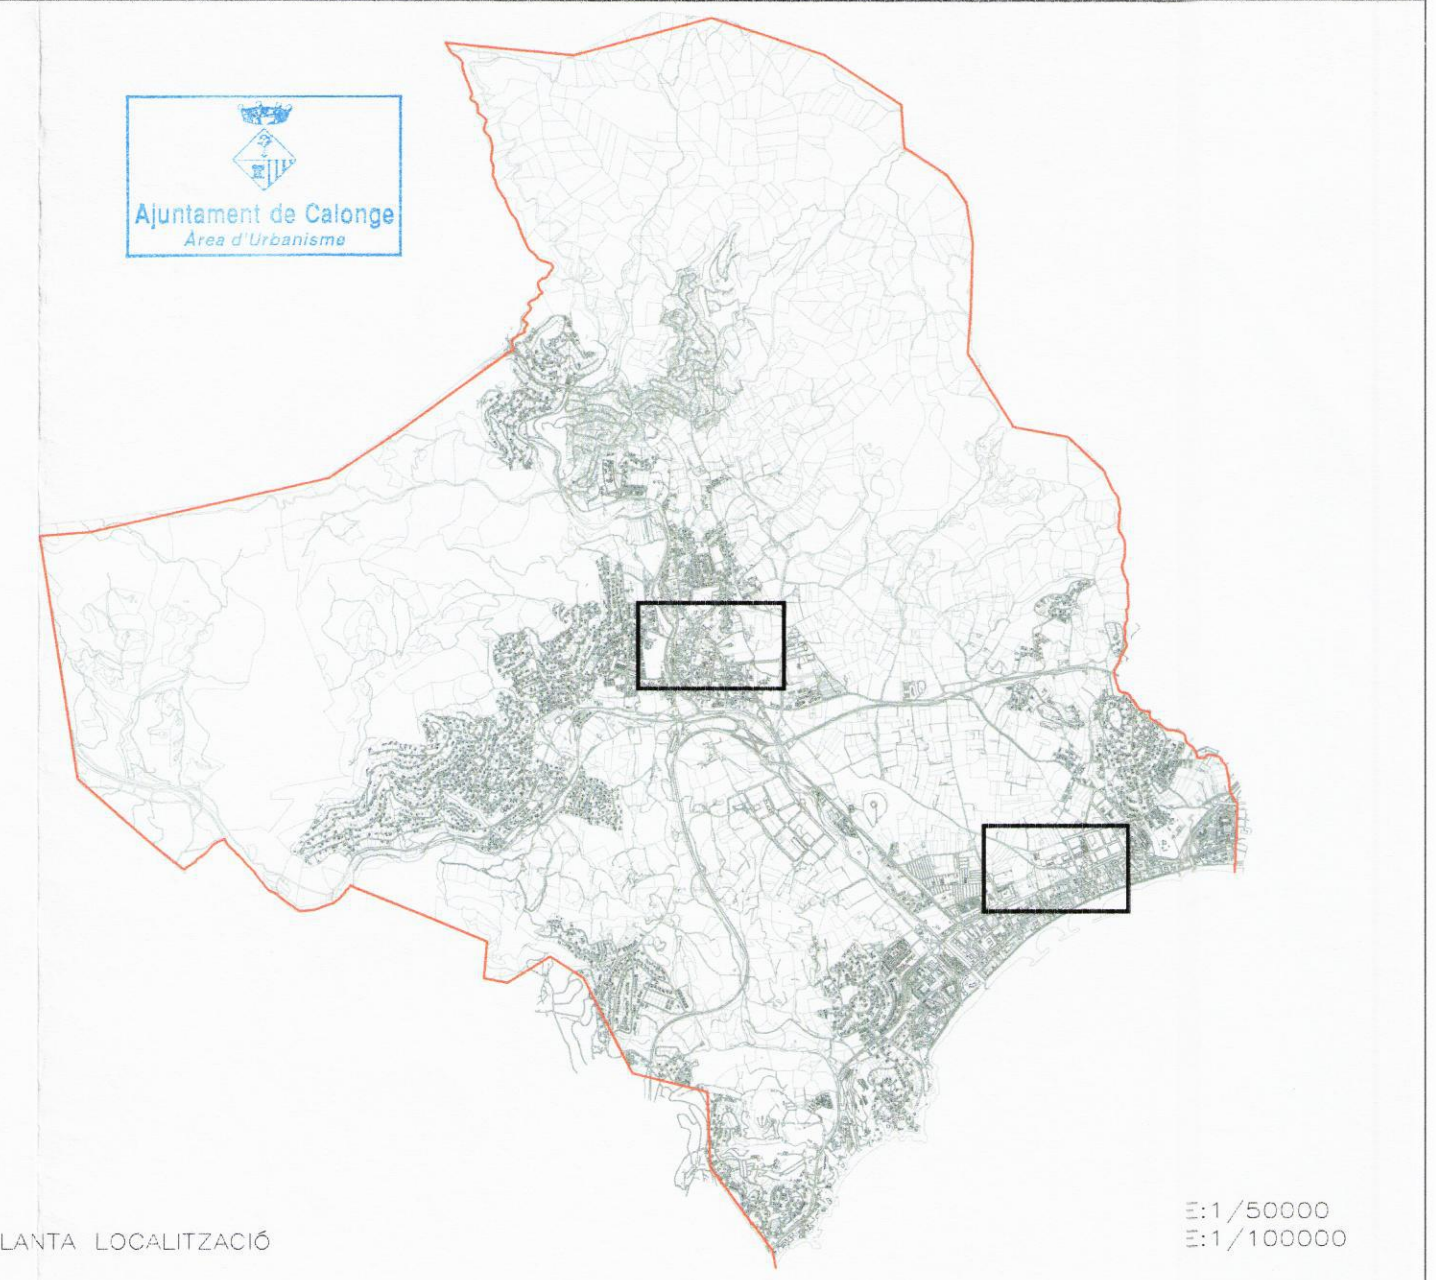 Ajuntament de Calonge
Àrea d'Urbanisme
LANTA LOCALITZACIÓ
E:1/50000
E:1/100000